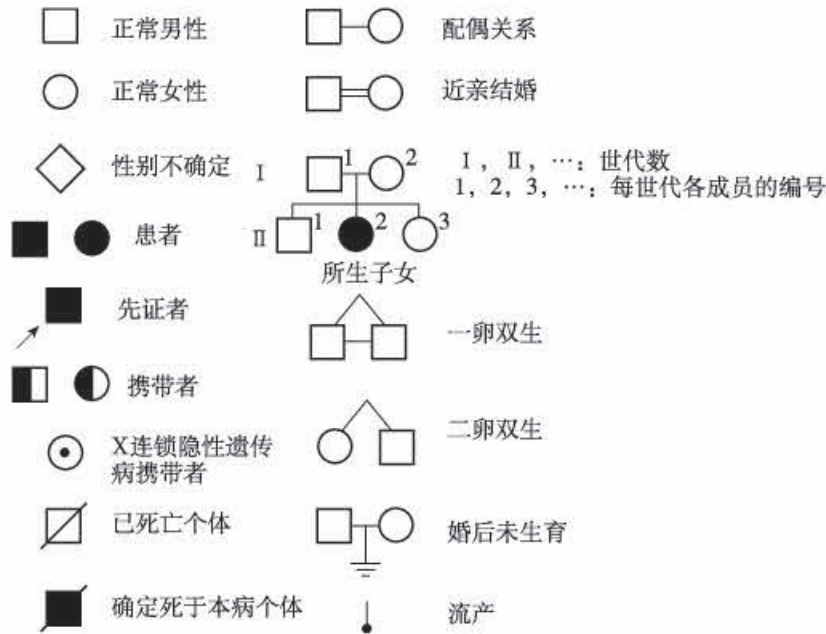 正常男性
配偶关系
正常女性
近亲结婚
性别不确定
Ⅰ
1
2
Ⅰ，Ⅱ，…：世代数
1，2，3，…：每世代各成员的编号
患者
Ⅱ
1
2
3
所生子女
先证者
一卵双生
携带者
二卵双生
X连锁隐性遗传
病携带者
已死亡个体
婚后未生育
确定死于本病个体
流产